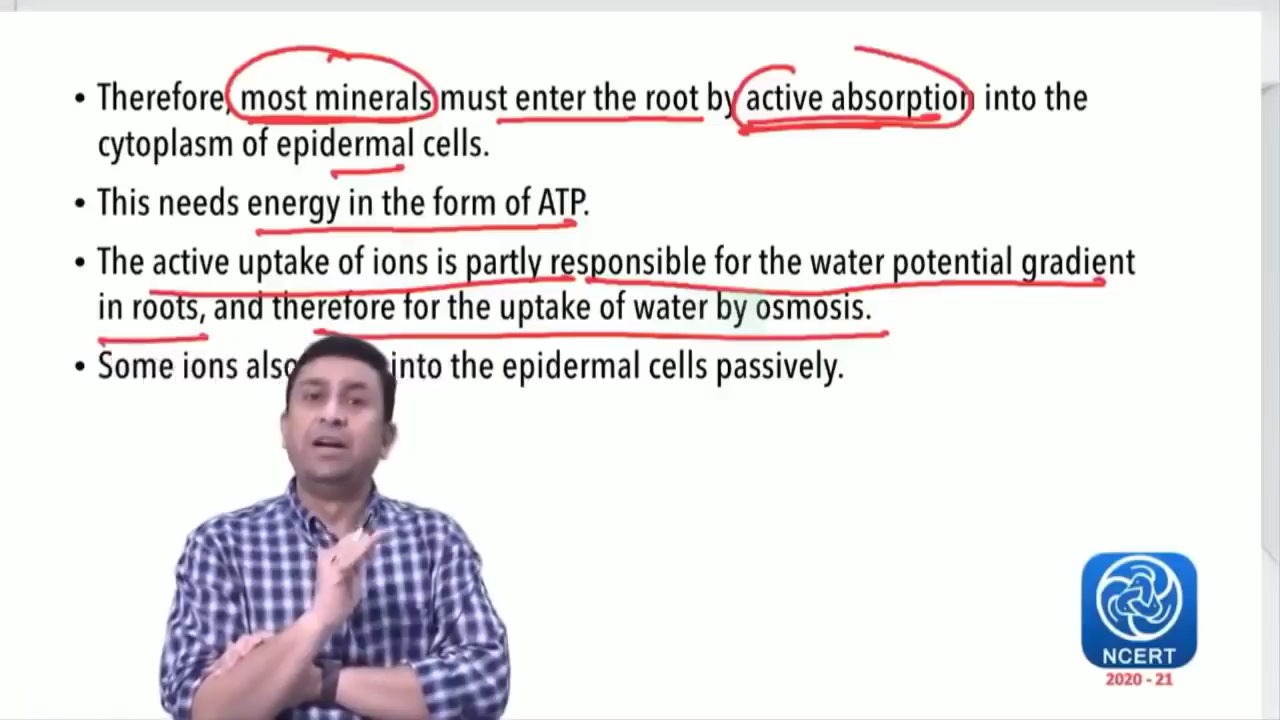 • Therefore, most minerals must enter the root by active absorption into the
cytoplasm of epidermal cells.
• This needs energy in the form of ATP.
• The active uptake of ions is partly responsible for the water potential gradient
in roots, and therefore for the uptake of water by osmosis.
• Some ions also into the epidermal cells passively.
NCERT
2020 - 21